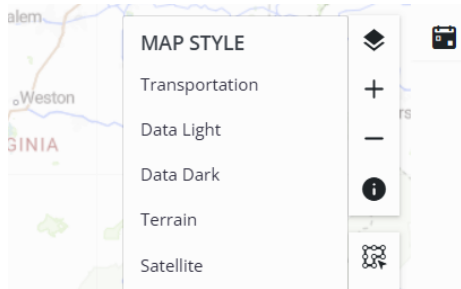 alem
MAP STYLE
Transportation
Weston
Data Light
GINIA
Data Dark
Terrain
Satellite